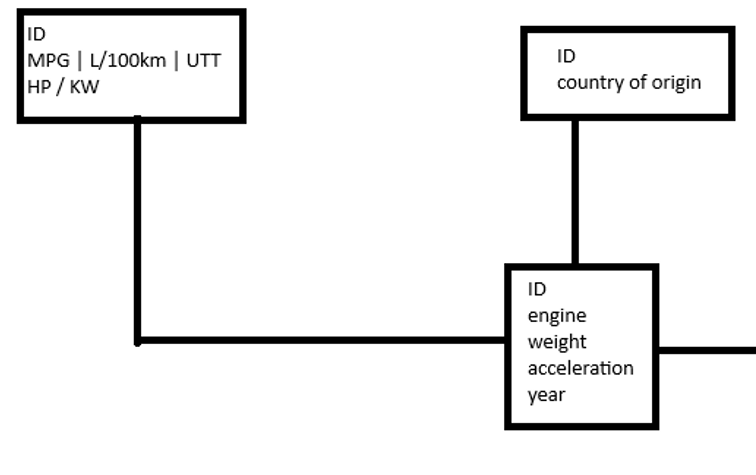 ID
MPG | L/100km | UTT
HP / KW
ID
country of origin
ID
engine
weight
acceleration
year